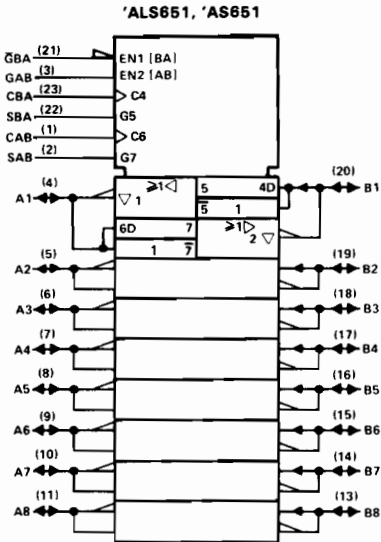 'ALS651, 'AS651
G̅BA (21) EN1 [BA]
GAB (3) EN2 [AB]
CBA (23) C4
SBA (22) G5
CAB (1) C6
SAB (2) G7
A1 (4) ≥1 ▽1 5 4D (20) B1
5̅ 1
6D 7 ≥1 2▽
1 7̅
A2 (5) (19) B2
A3 (6) (18) B3
A4 (7) (17) B4
A5 (8) (16) B5
A6 (9) (15) B6
A7 (10) (14) B7
A8 (11) (13) B8